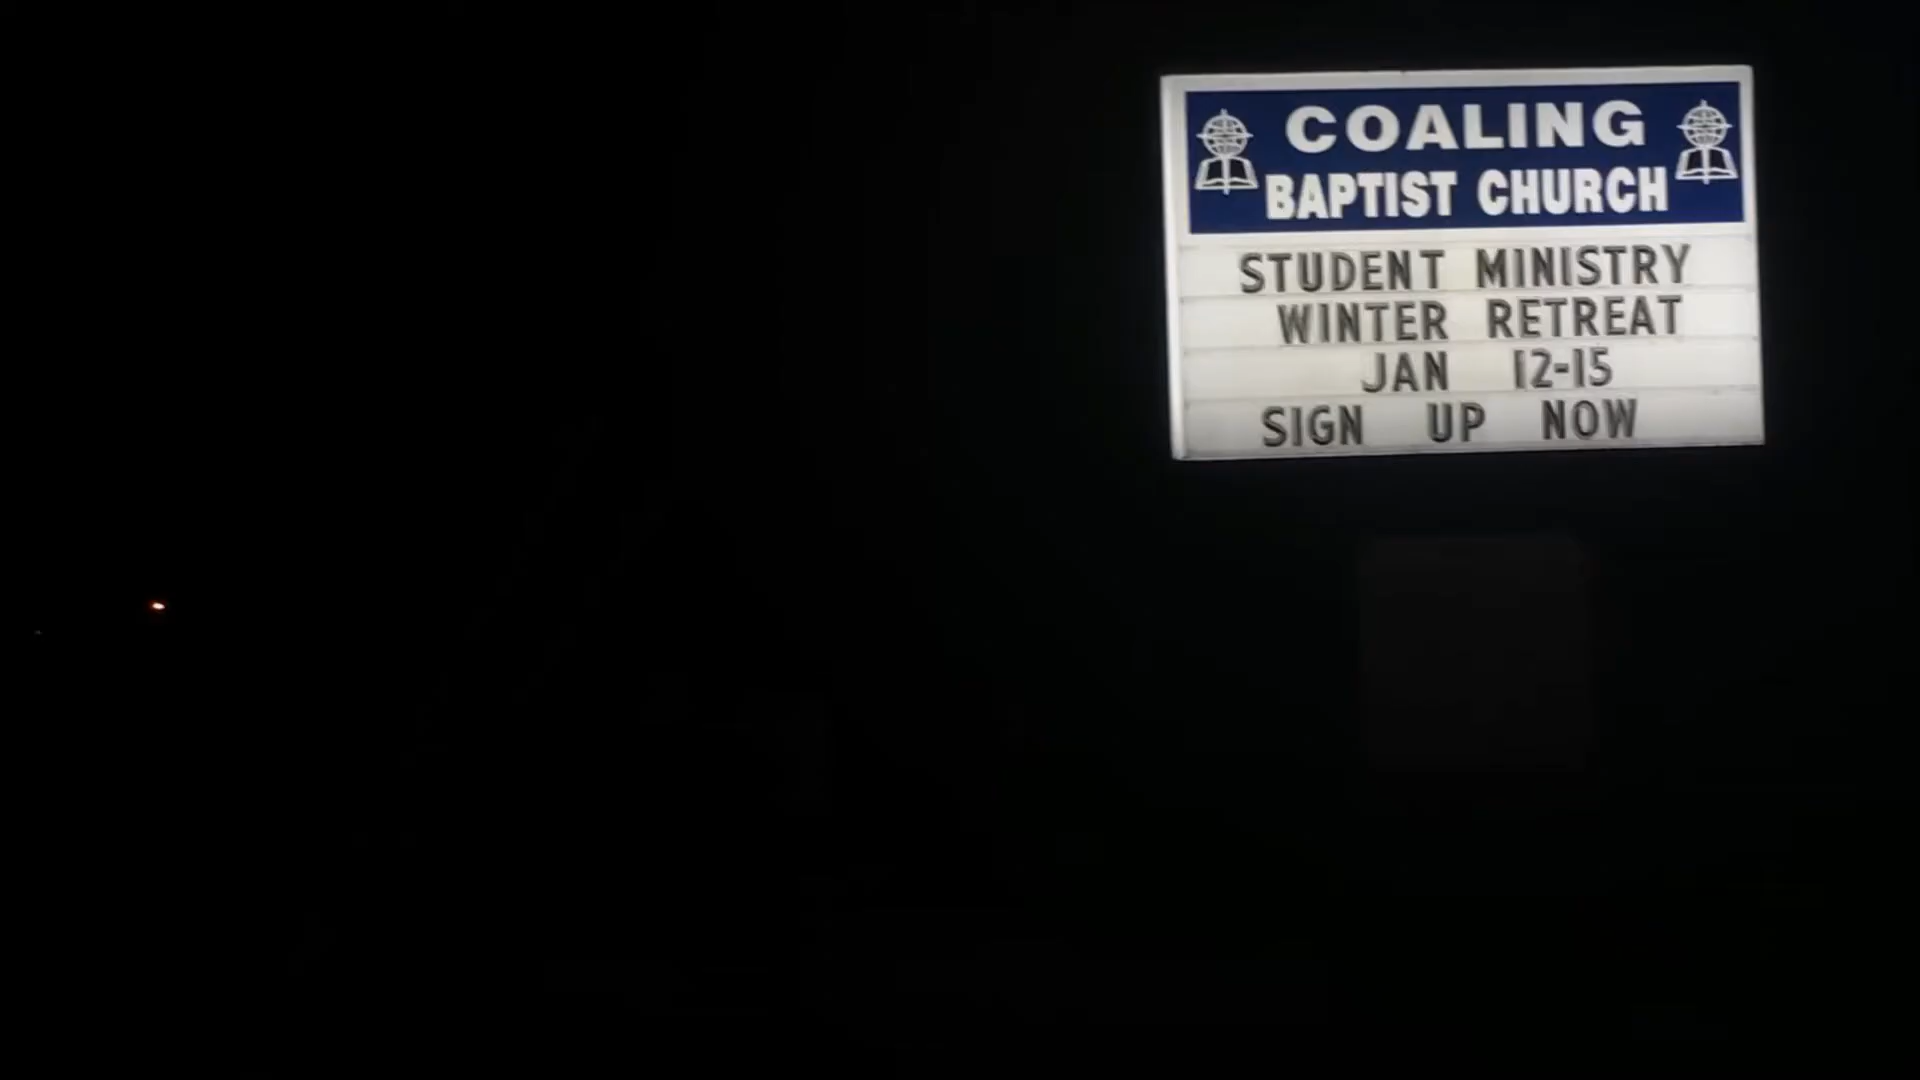 COALING
BAPTIST CHURCH
STUDENT MINISTRY
WINTER RETREAT
JAN 12-15
SIGN UP NOW